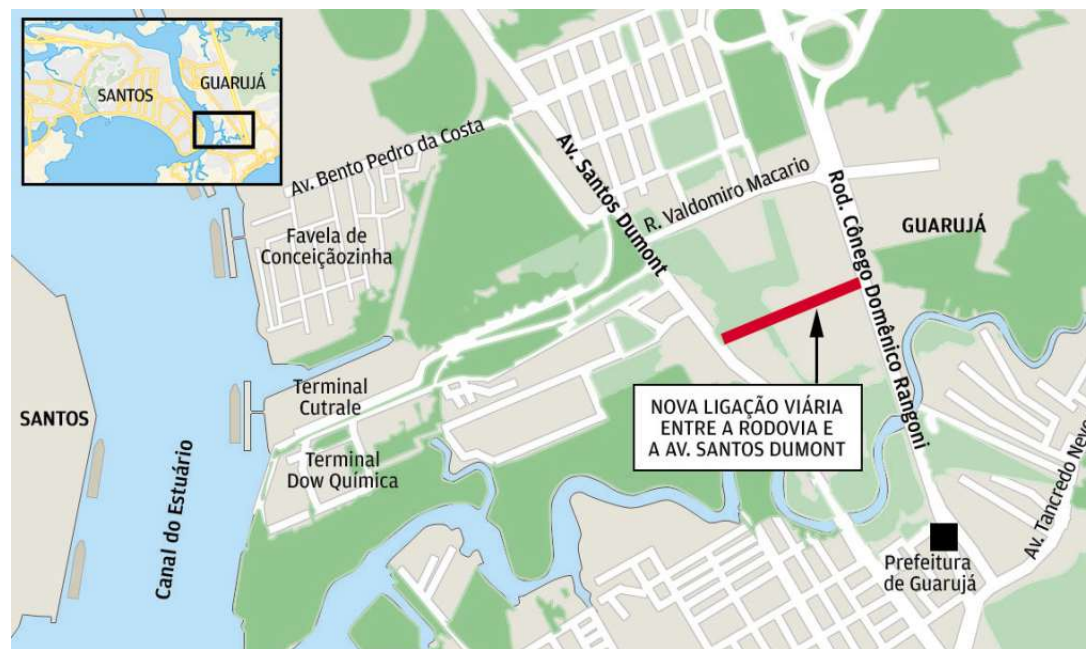 SANTOS
GUARUJÁ
Av. Bento Pedro da Costa
Av. Santos Dumont
R. Valdomiro Macario
Rod. Cônego Domênico Rangoni
GUARUJÁ
Favela de
Conceiçãozinha
Terminal
Cutrale
SANTOS
NOVA LIGAÇÃO VIÁRIA
ENTRE A RODOVIA E
A AV. SANTOS DUMONT
Terminal
Dow Química
Canal do Estuário
Av. Tancredo Neve
Prefeitura
de Guarujá